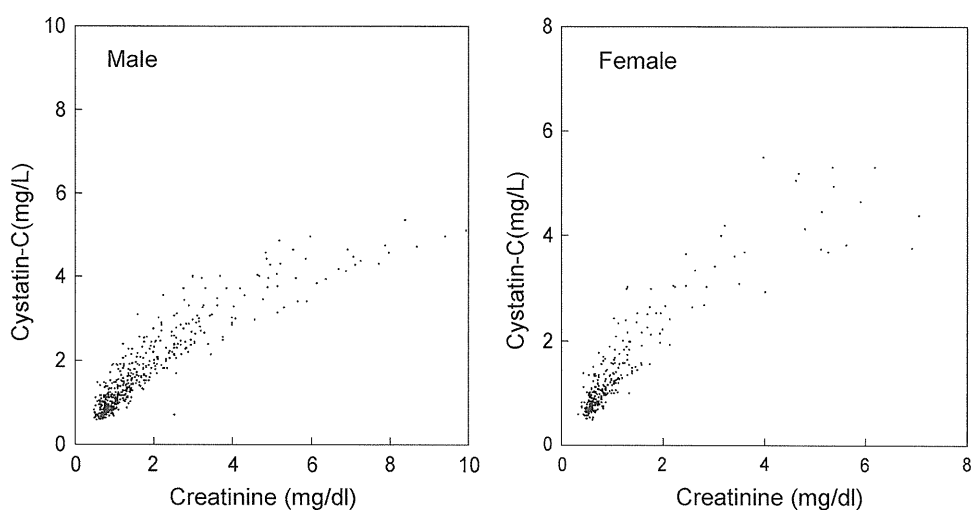 Male
10
8
6
4
2
0
Cystatin-C(mg/L)
0 2 4 6 8 10
Creatinine (mg/dl)
Female
8
6
4
2
0
Cystatin-C(mg/L)
0 2 4 6 8
Creatinine (mg/dl)